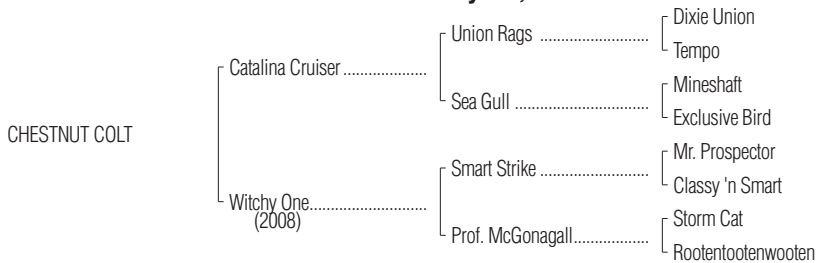 Dixie Union
Union Rags ....................
Tempo
Catalina Cruiser ....................
Mineshaft
Sea Gull ....................
Exclusive Bird
CHESTNUT COLT
Mr. Prospector
Smart Strike ....................
Classy 'n Smart
Witchy One....................
(2008)
Storm Cat
Prof. McGonagall....................
Rootentootenwooten